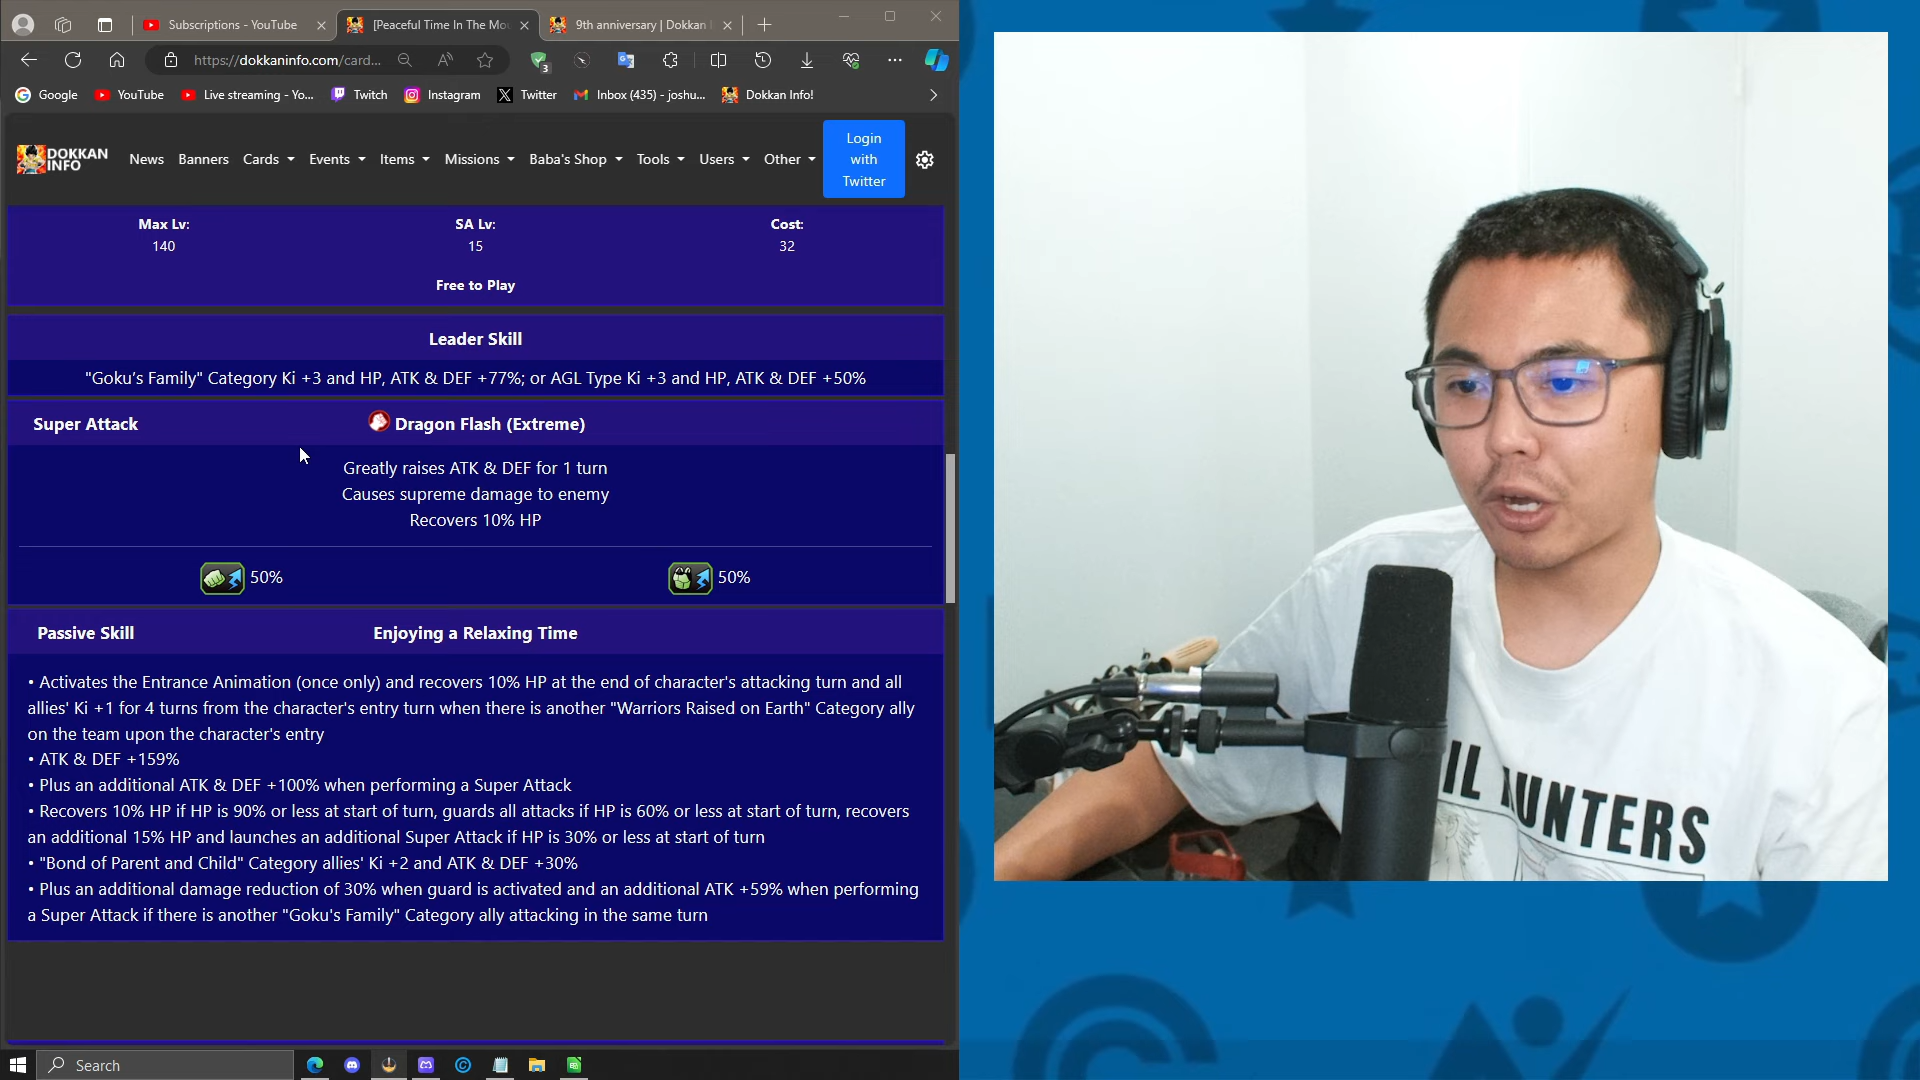 Subscriptions - YouTube
[Peaceful Time In The Mou
9th anniversary | Dokkan
https://dokkaninfo.com/card...
3
Google
YouTube
Live streaming - Yo...
Twitch
Instagram
Twitter
Inbox (435) - joshu...
Dokkan Info!
DOKKAN INFO
News
Banners
Cards
Events
Items
Missions
Baba's Shop
Tools
Users
Other
Login
with
Twitter
Max Lv:
140
SA Lv:
15
Cost:
32
Free to Play
Leader Skill
"Goku's Family" Category Ki +3 and HP, ATK & DEF +77%; or AGL Type Ki +3 and HP, ATK & DEF +50%
Super Attack
Dragon Flash (Extreme)
Greatly raises ATK & DEF for 1 turn
Causes supreme damage to enemy
Recovers 10% HP
50%
50%
Passive Skill
Enjoying a Relaxing Time
• Activates the Entrance Animation (once only) and recovers 10% HP at the end of character's attacking turn and all
allies' Ki +1 for 4 turns from the character's entry turn when there is another "Warriors Raised on Earth" Category ally
on the team upon the character's entry
• ATK & DEF +159%
• Plus an additional ATK & DEF +100% when performing a Super Attack
• Recovers 10% HP if HP is 90% or less at start of turn, guards all attacks if HP is 60% or less at start of turn, recovers
an additional 15% HP and launches an additional Super Attack if HP is 30% or less at start of turn
• "Bond of Parent and Child" Category allies' Ki +2 and ATK & DEF +30%
• Plus an additional damage reduction of 30% when guard is activated and an additional ATK +59% when performing
a Super Attack if there is another "Goku's Family" Category ally attacking in the same turn
Search
IL HUNTERS